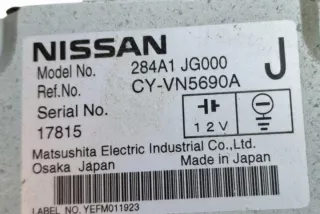 NISSAN
Model No. 284A1 JG000 J
Ref.No. CY-VN5690A
Serial No.
17815 12V
Matsushita Electric Industrial Co.,Ltd.
Osaka Japan Made in Japan
LABEL NO. YEFM011923